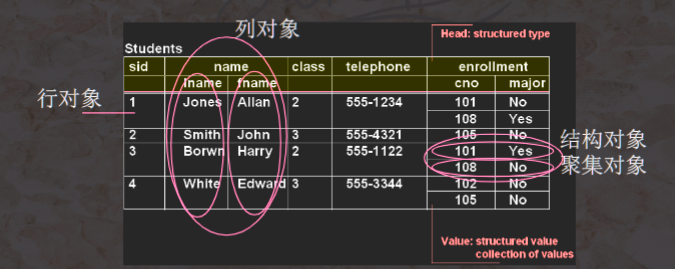 列对象
Head: structured type
Students
sid name class telephone enrollment
lname fname cno major
行对象
1 Jones Allan 2 555-1234 101 No
108 Yes
2 Smith John 3 555-4321 105 No
结构对象
3 Borwn Harry 2 555-1122 101 Yes
聚集对象
108 No
4 White Edward 3 555-3344 102 No
105 No
Value: structured value
collection of values